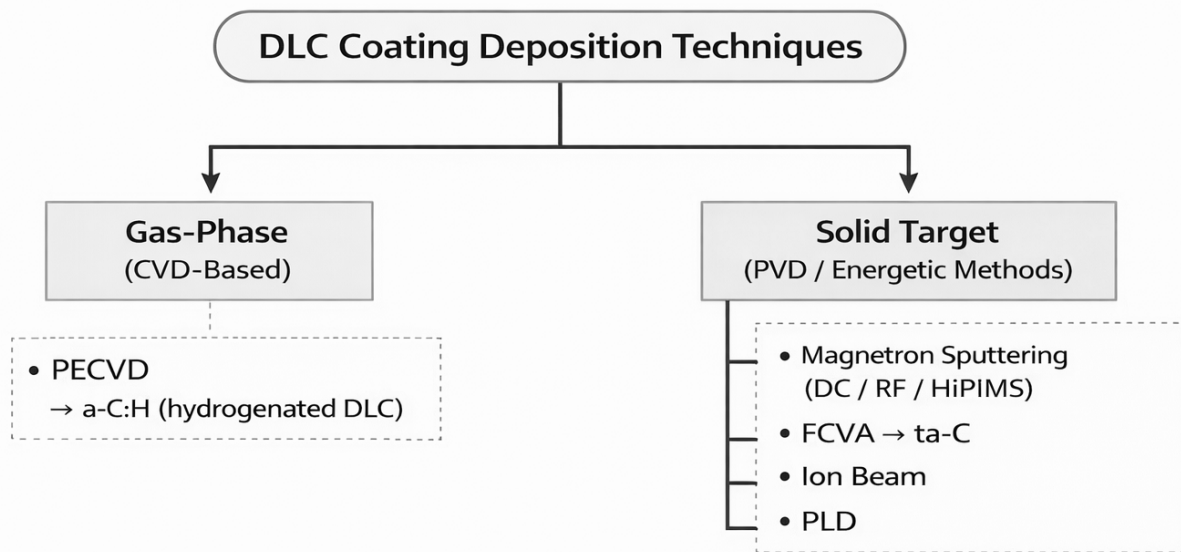 DLC Coating Deposition Techniques
Gas-Phase
(CVD-Based)
• PECVD
→ a-C:H (hydrogenated DLC)
Solid Target
(PVD / Energetic Methods)
• Magnetron Sputtering
(DC / RF / HiPIMS)
• FCVA → ta-C
• Ion Beam
• PLD